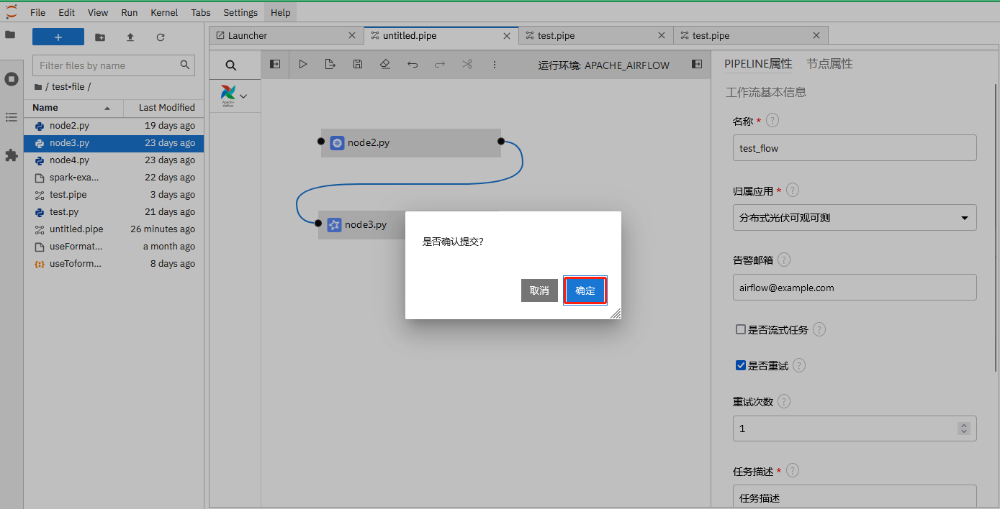 File Edit View Run Kernel Tabs Settings Help
Launcher
untitled.pipe
test.pipe
test.pipe
Filter files by name
/ test-file /
Name Last Modified
node2.py 19 days ago
node3.py 23 days ago
node4.py 23 days ago
spark-exa... 22 days ago
test.pipe 3 days ago
test.py 21 days ago
untitled.pipe 26 minutes ago
useFormat... a month ago
useToform... 8 days ago
运行环境: APACHE_AIRFLOW
Apache
Airflow
node2.py
node3.py
是否确认提交?
取消
确定
PIPELINE属性 节点属性
工作流基本信息
名称 * ?
test_flow
归属应用 * ?
分布式光伏可观可测
告警邮箱 ?
airflow@example.com
是否流式任务 ?
是否重试 ?
重试次数 ?
1
任务描述 * ?
任务描述